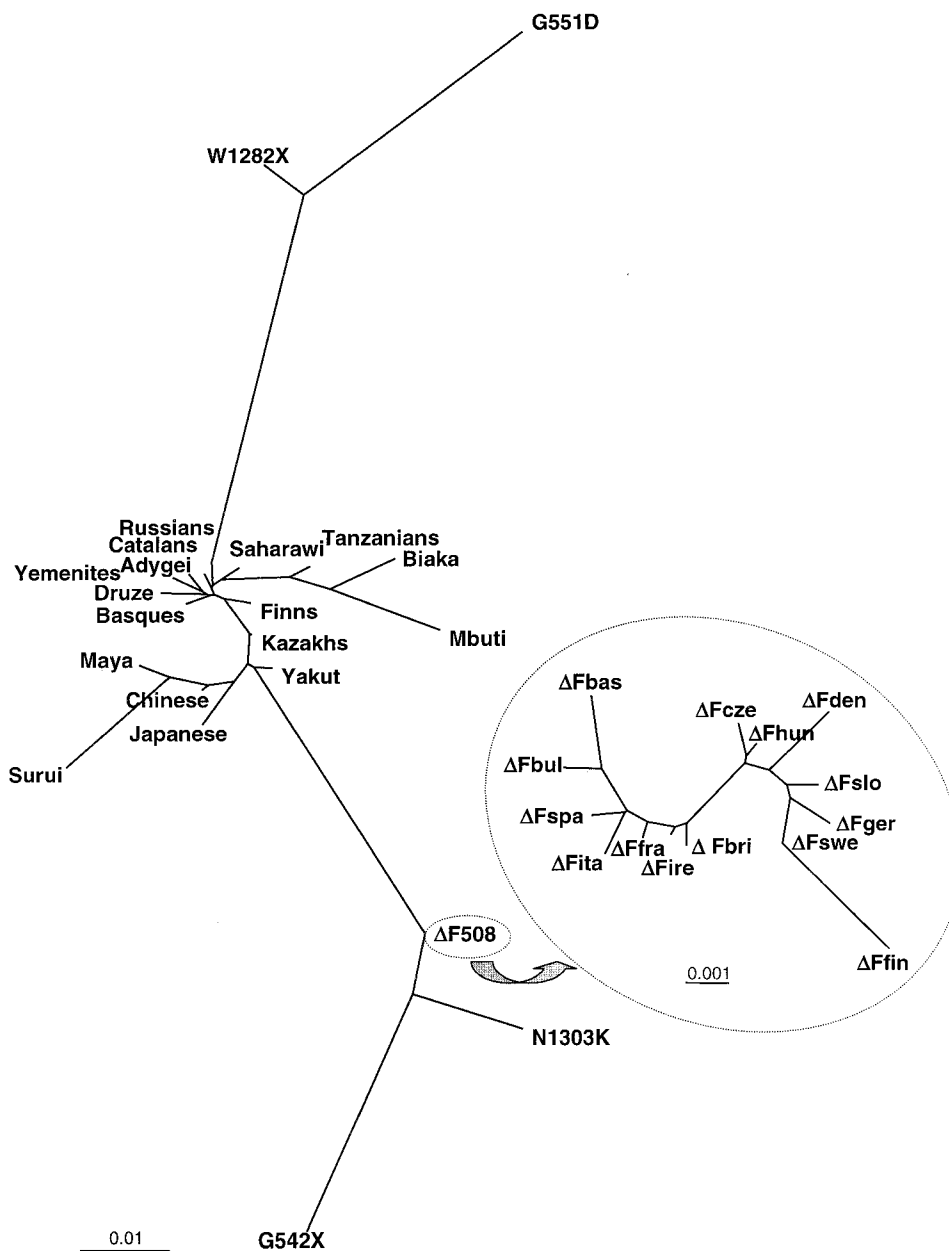 G551D
W1282X
Russians
Catalans
Saharawi
Tanzanians
Adygei
Biaka
Yemenites
Druze
Basques
Finns
Mbuti
Kazakhs
Maya
Yakut
Chinese
Japanese
Surui
ΔFbas
ΔFcze
ΔFden
ΔFhun
ΔFbul
ΔFslo
ΔFspa
ΔFger
ΔFfra
Δ Fbri
ΔFswe
ΔFita
ΔFire
ΔF508
ΔFfin
0.001
N1303K
0.01
G542X